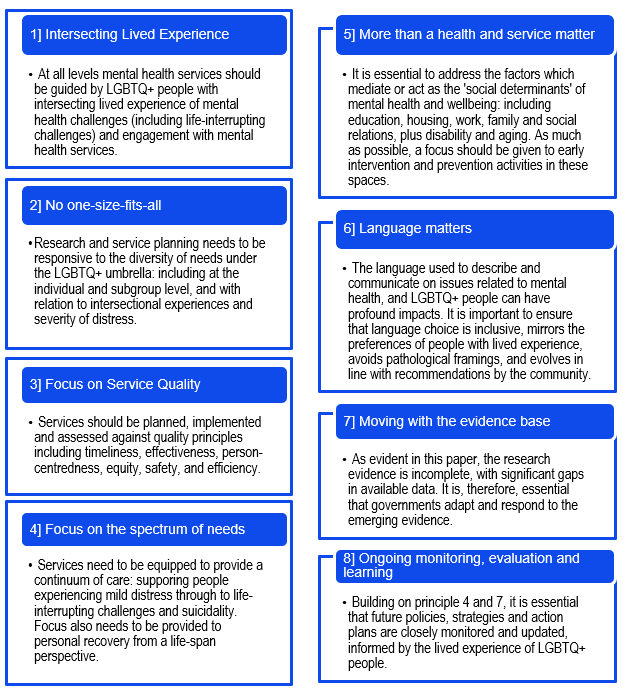 1] Intersecting Lived Experience
• At all levels mental health services should
be guided by LGBTQ+ people with
intersecting lived experience of mental
health challenges (including life-interrupting
challenges) and engagement with mental
health services.
2] No one-size-fits-all
•Research and service planning needs to be
responsive to the diversity of needs under
the LGBTQ+ umbrella: including at the
individual and subgroup level, and with
relation to intersectional experiences and
severity of distress.
3] Focus on Service Quality
• Services should be planned, implemented
and assessed against quality principles
including timeliness, effectiveness, person-
centredness, equity, safety, and efficiency.
4] Focus on the spectrum of needs
• Services need to be equipped to provide a
continuum of care: supporting people
experiencing mild distress through to life-
interrupting challenges and suicidality.
Focus also needs to be provided to
personal recovery from a life-span
perspective.
5] More than a health and service matter
• It is essential to address the factors which
mediate or act as the 'social determinants' of
mental health and wellbeing: including
education, housing, work, family and social
relations, plus disability and aging. As much
as possible, a focus should be given to early
intervention and prevention activities in these
spaces.
6] Language matters
• The language used to describe and
communicate on issues related to mental
health, and LGBTQ+ people can have
profound impacts. It is important to ensure
that language choice is inclusive, mirrors the
preferences of people with lived experience,
avoids pathological framings, and evolves in
line with recommendations by the community.
7] Moving with the evidence base
• As evident in this paper, the research
evidence is incomplete, with significant gaps
in available data. It is, therefore, essential
that governments adapt and respond to the
emerging evidence.
8] Ongoing monitoring, evaluation and
learning
• Building on principle 4 and 7, it is essential
that future policies, strategies and action
plans are closely monitored and updated,
informed by the lived experience of LGBTQ+
people.